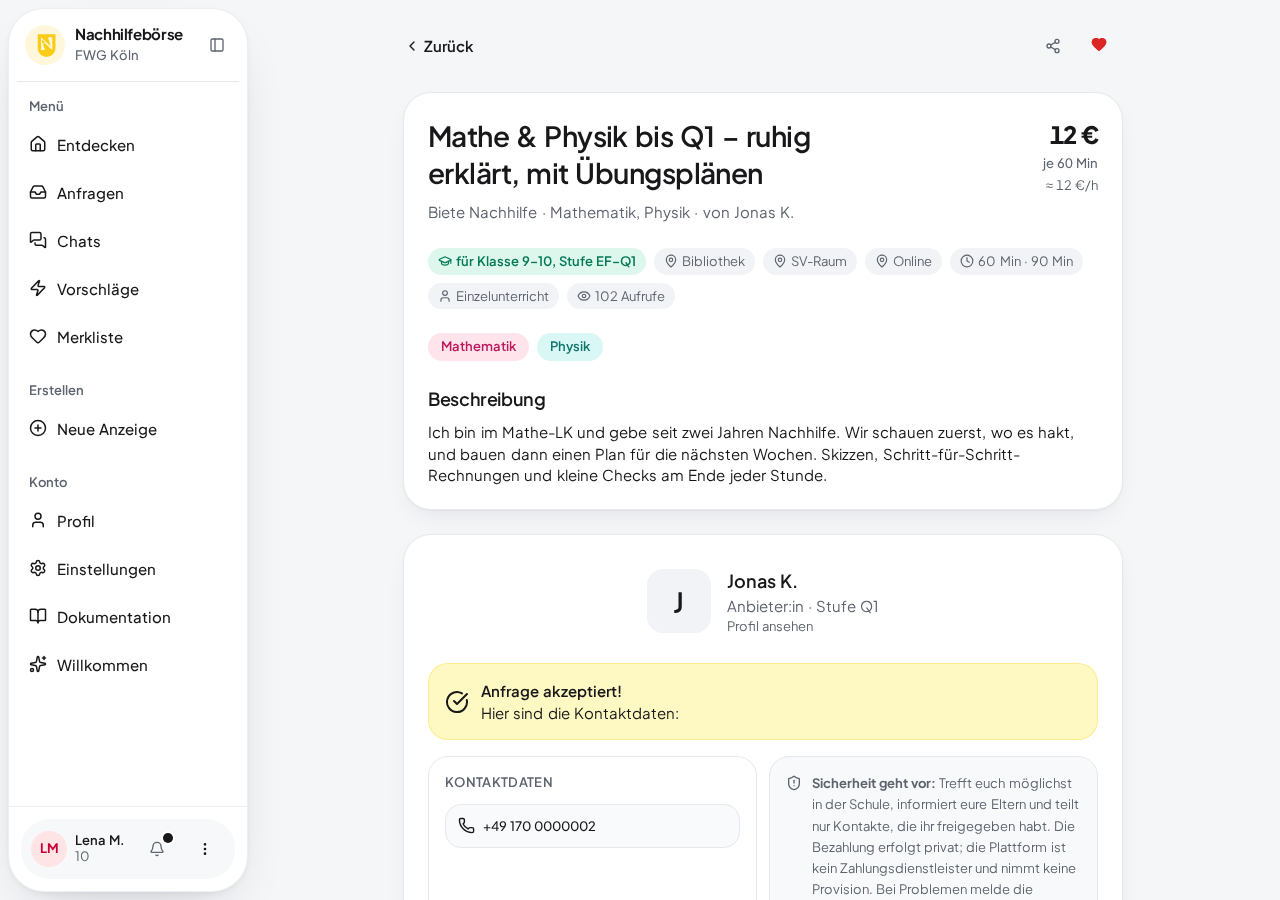 Nachhilfebörse
FWG Köln
Menü
Entdecken
Anfragen
Chats
Vorschläge
Merkliste
Erstellen
Neue Anzeige
Konto
Profil
Einstellungen
Dokumentation
Willkommen
LM
Lena M.
10
Zurück
Mathe & Physik bis Q1 – ruhig
erklärt, mit Übungsplänen
12 €
je 60 Min
≈ 12 €/h
Biete Nachhilfe · Mathematik, Physik · von Jonas K.
für Klasse 9–10, Stufe EF–Q1
Bibliothek
SV-Raum
Online
60 Min · 90 Min
Einzelunterricht
102 Aufrufe
Mathematik
Physik
Beschreibung
Ich bin im Mathe-LK und gebe seit zwei Jahren Nachhilfe. Wir schauen zuerst, wo es hakt,
und bauen dann einen Plan für die nächsten Wochen. Skizzen, Schritt-für-Schritt-
Rechnungen und kleine Checks am Ende jeder Stunde.
J
Jonas K.
Anbieter:in · Stufe Q1
Profil ansehen
Anfrage akzeptiert!
Hier sind die Kontaktdaten:
KONTAKTDATEN
+49 170 0000002
Sicherheit geht vor: Trefft euch möglichst
in der Schule, informiert eure Eltern und teilt
nur Kontakte, die ihr freigegeben habt. Die
Bezahlung erfolgt privat; die Plattform ist
kein Zahlungsdienstleister und nimmt keine
Provision. Bei Problemen melde die